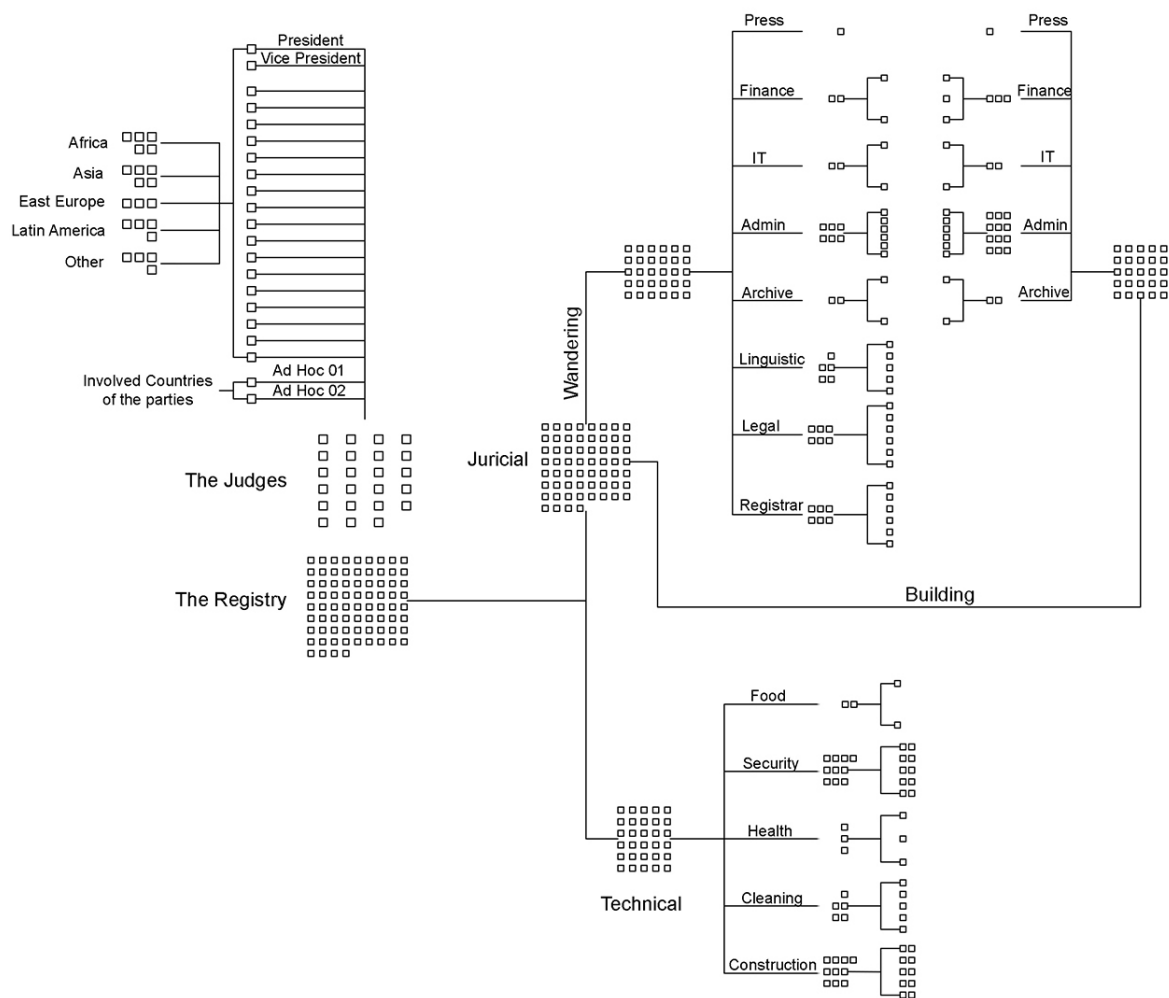 President
Vice President
Africa
Asia
East Europe
Latin America
Other
Ad Hoc 01
Ad Hoc 02
Involved Countries
of the parties
The Judges
The Registry
Juricial
Wandering
Press
Finance
IT
Admin
Archive
Linguistic
Legal
Registrar
Press
Finance
IT
Admin
Archive
Building
Technical
Food
Security
Health
Cleaning
Construction